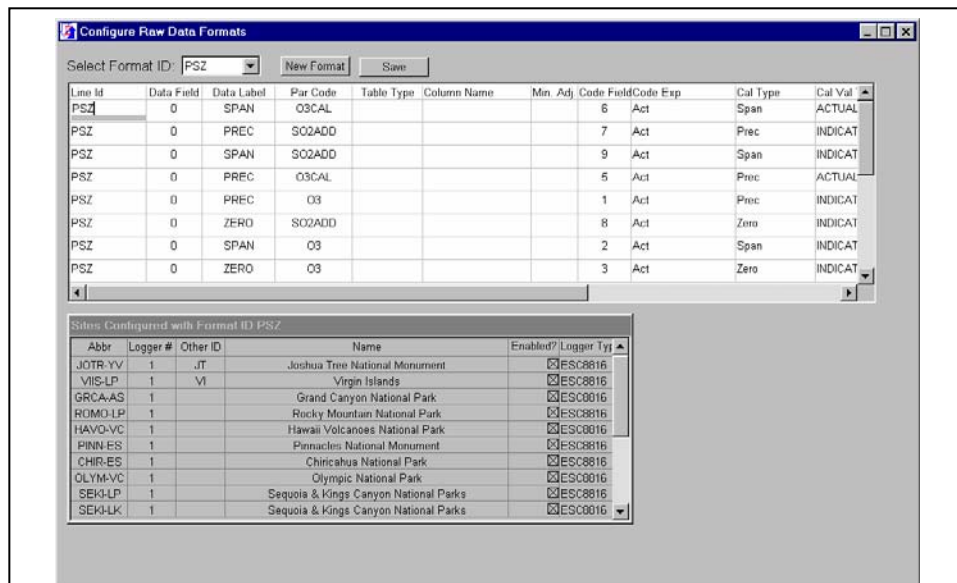 Configure Raw Data Formats
Select Format ID: PSZ New Format Save
Line Id Data Field Data Label Par Code Table Type Column Name Min. Adj Code Field Code Exp Cal Type Cal Val
PSZ 0 SPAN O3CAL 6 Act Span ACTUAL
PSZ 0 PREC SO2ADD 7 Act Prec INDICAT
PSZ 0 SPAN SO2ADD 9 Act Span INDICAT
PSZ 0 PREC O3CAL 5 Act Prec ACTUAL
PSZ 0 PREC O3 1 Act Prec INDICAT
PSZ 0 ZERO SO2ADD 8 Act Zero INDICAT
PSZ 0 SPAN O3 2 Act Span INDICAT
PSZ 0 ZERO O3 3 Act Zero INDICAT
Sites Configured with Format ID PSZ
Abbr Logger # Other ID Name Enabled? Logger Typ
JOTR-YV 1 JT Joshua Tree National Monument ESC8816
VIIS-LP 1 VI Virgin Islands ESC8816
GRCA-AS 1 Grand Canyon National Park ESC8816
ROMO-LP 1 Rocky Mountain National Park ESC8816
HAVO-VC 1 Hawaii Volcanoes National Park ESC8816
PINN-ES 1 Pinnacles National Monument ESC8816
CHIR-ES 1 Chiricahua National Park ESC8816
OLYM-VC 1 Olympic National Park ESC8816
SEKI-LP 1 Sequoia & Kings Canyon National Parks ESC8816
SEKI-LK 1 Sequoia & Kings Canyon National Parks ESC8816